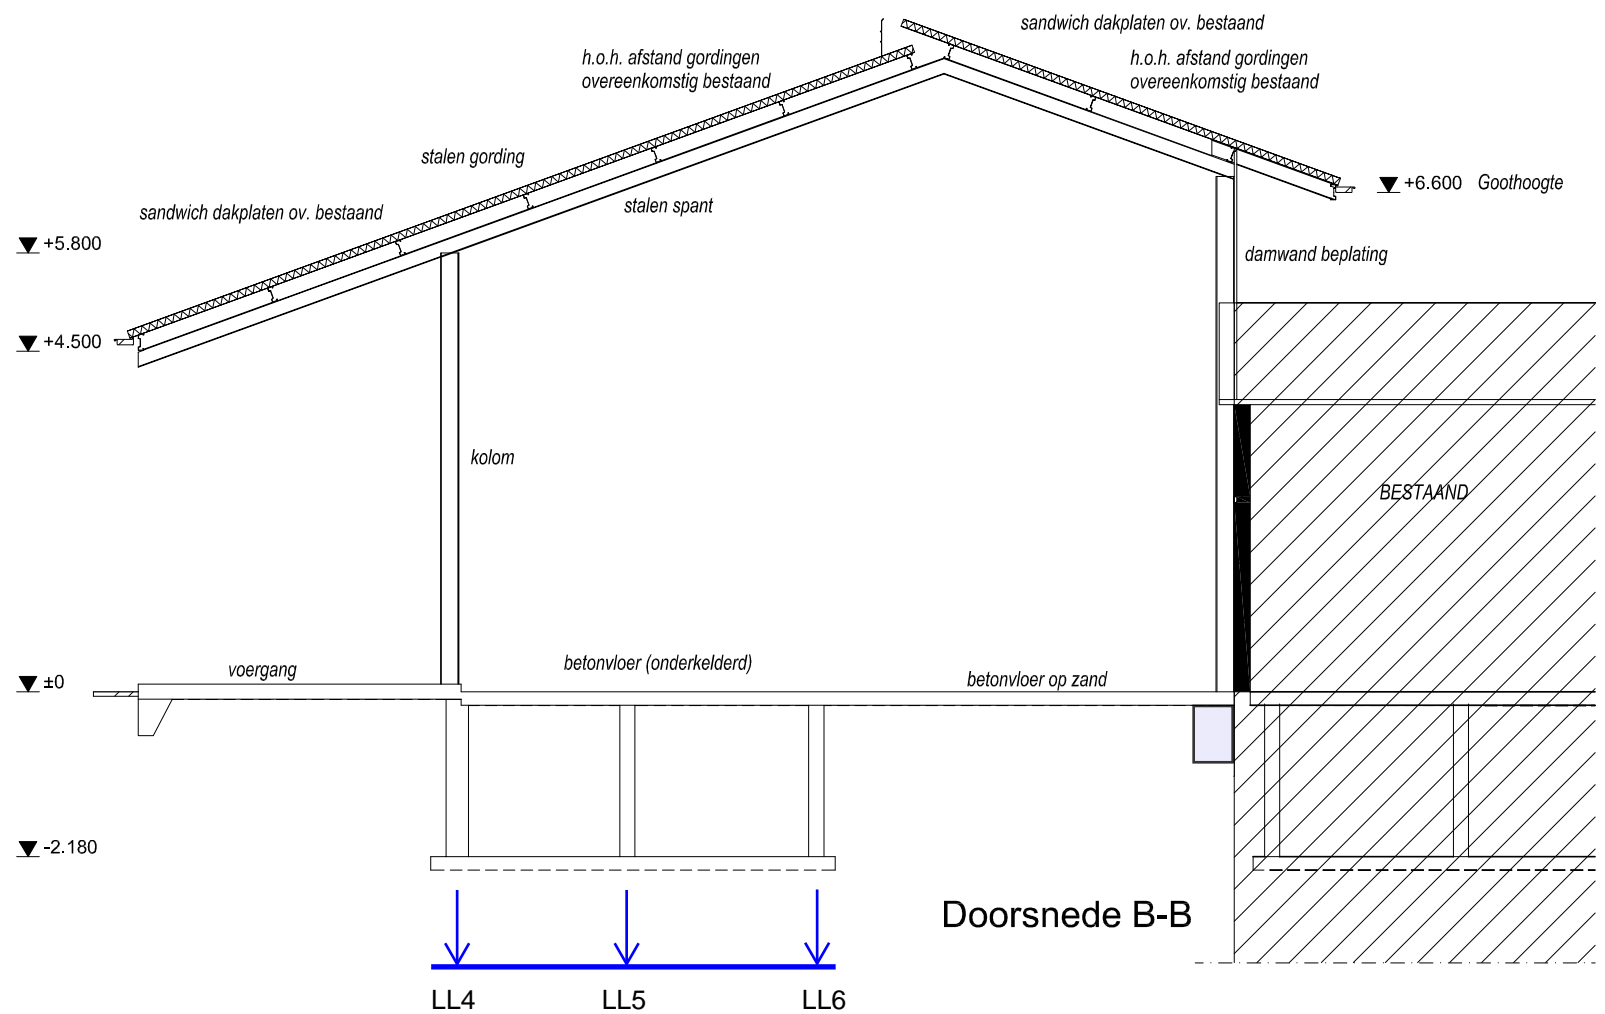 sandwich dakplaten ov. bestaand
h.o.h. afstand gordingen
overeenkomstig bestaand
h.o.h. afstand gordingen
overeenkomstig bestaand
stalen gording
+6.600 Goothoogte
sandwich dakplaten ov. bestaand
stalen spant
+5.800
damwand beplating
+4.500
kolom
BESTAAND
voergang
betonvloer (onderkelderd)
betonvloer op zand
±0
-2.180
Doorsnede B-B
LL4
LL5
LL6